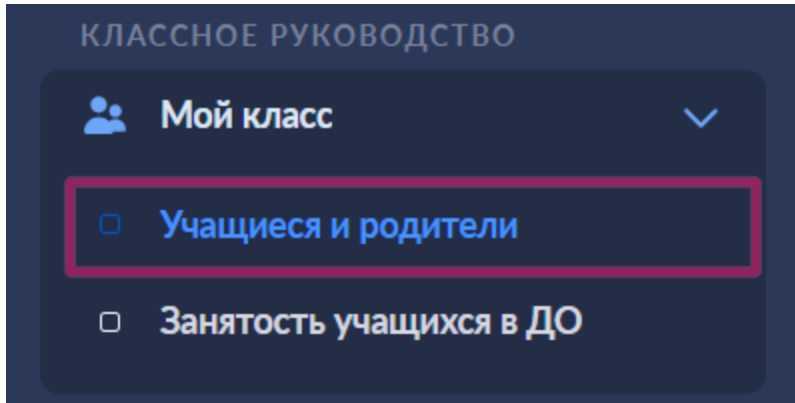 КЛАССНОЕ РУКОВОДСТВО
Мой класс
Учащиеся и родители
Занятость учащихся в ДО